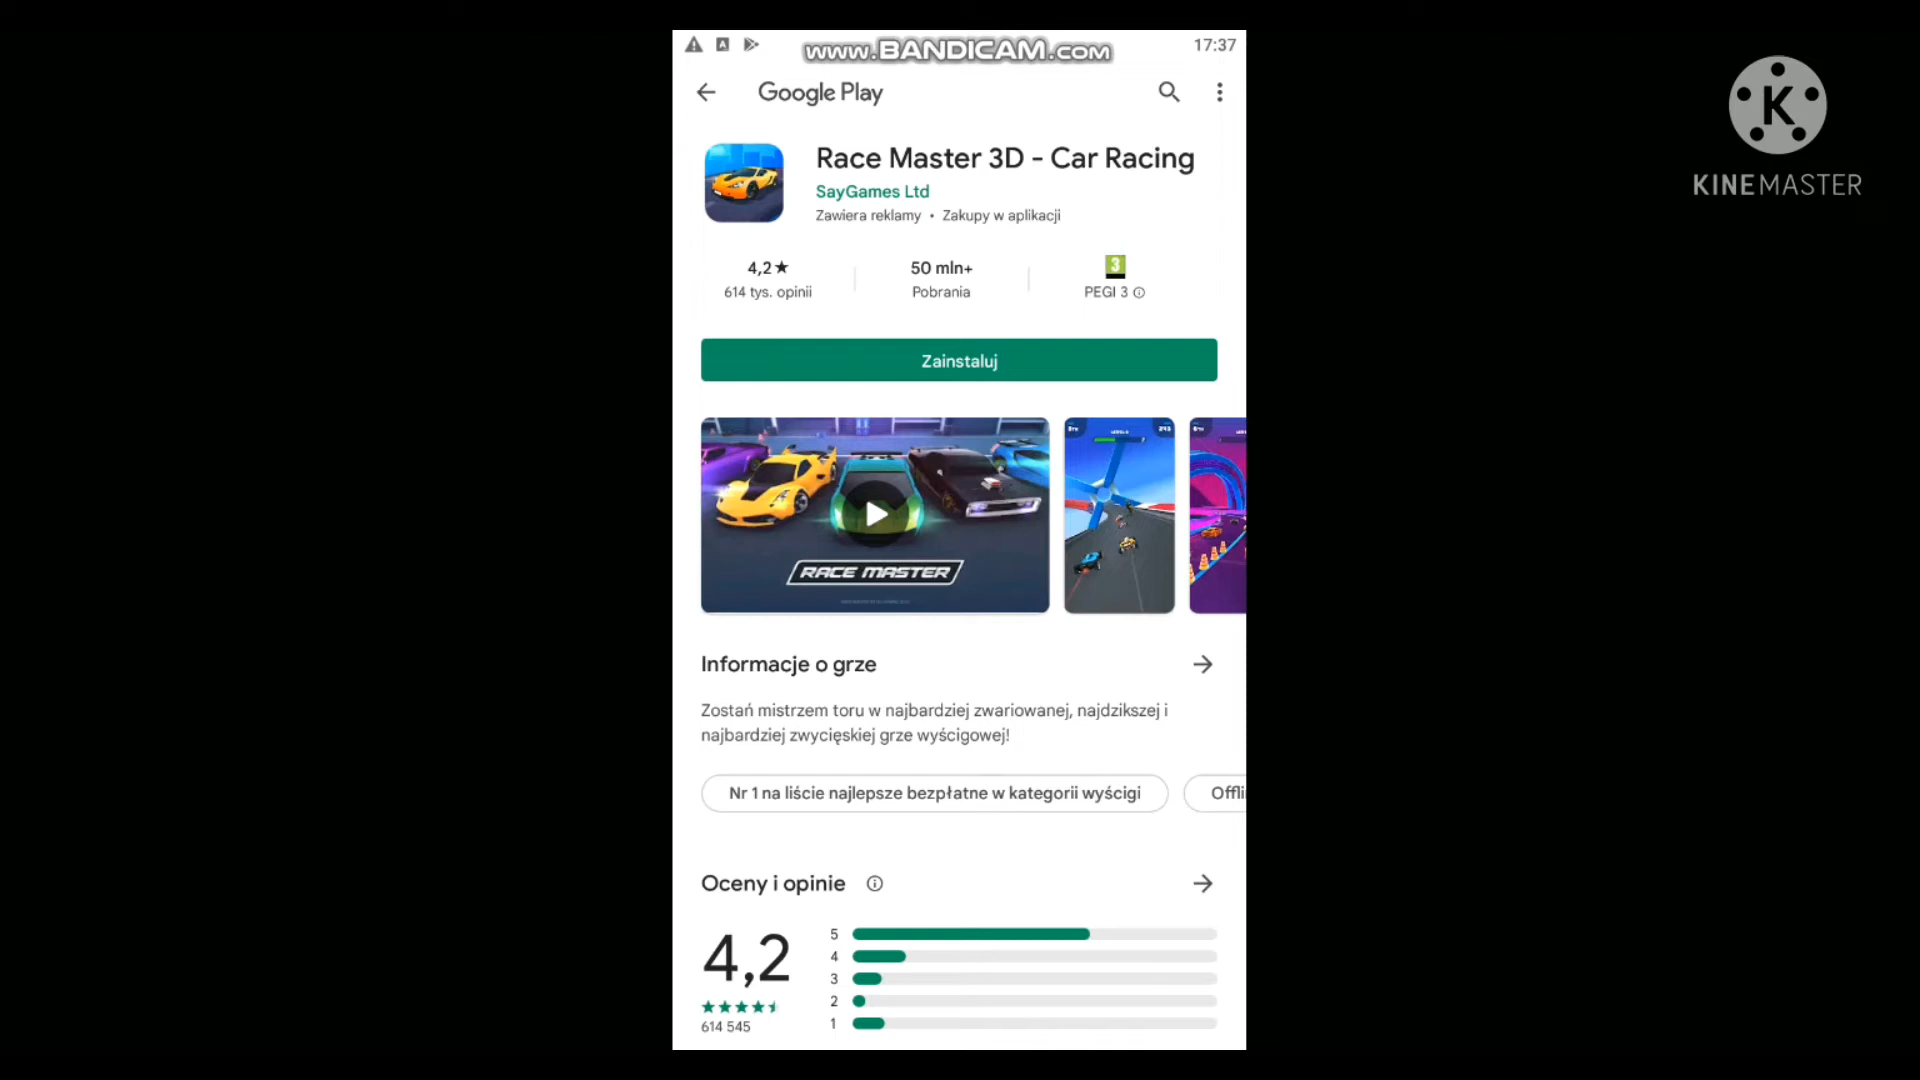 www.BANDICAM.com
17:37
Google Play
K
KINEMASTER
Race Master 3D - Car Racing
SayGames Ltd
Zawiera reklamy • Zakupy w aplikacji
4,2★
50 mln+
3
614 tys. opinii
Pobrania
PEGI 3
Zainstaluj
RACE MASTER
Informacje o grze
Zostań mistrzem toru w najbardziej zwariowanej, najdzikszej i
najbardziej zwycięskiej grze wyścigowej!
Nr 1 na liście najlepsze bezpłatne w kategorii wyścigi
Offli
Oceny i opinie
4,2
5
4
3
2
1
614 545